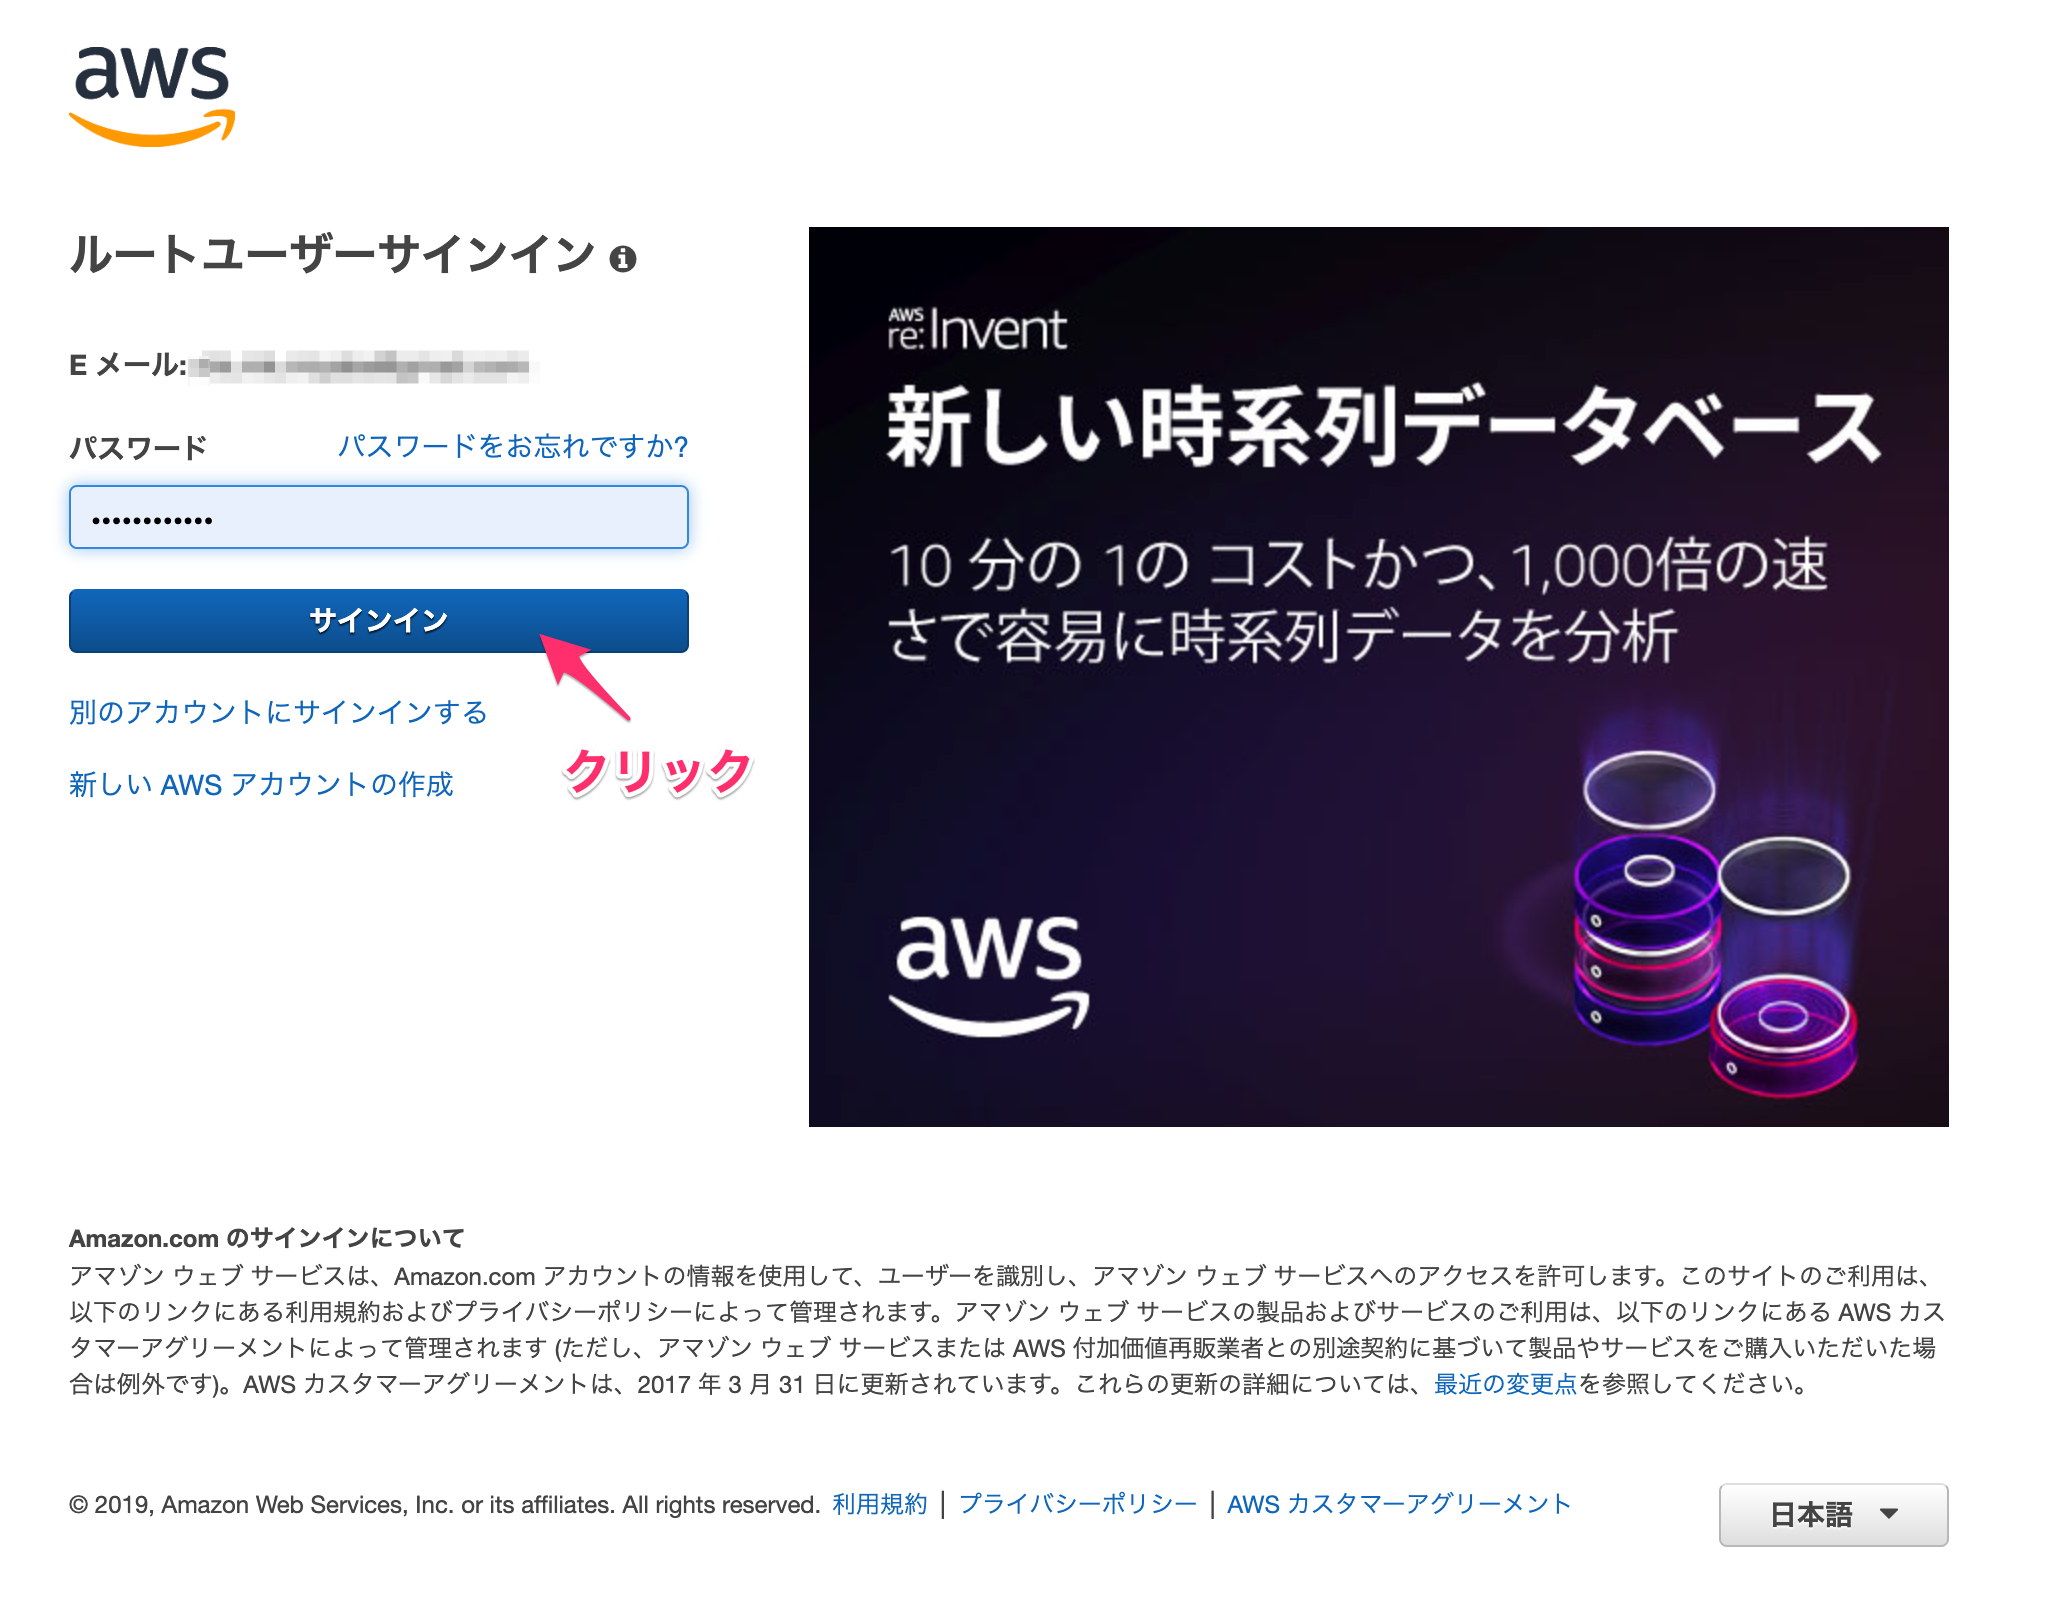 aws
ルートユーザーサインイン
E メール:
パスワード パスワードをお忘れですか?
サインイン
クリック
別のアカウントにサインインする
新しい AWS アカウントの作成
AWS re:Invent
新しい時系列データベース
10 分の 1の コストかつ、1,000倍の速
さで容易に時系列データを分析
aws
Amazon.com のサインインについて
アマゾン ウェブ サービスは、Amazon.com アカウントの情報を使用して、ユーザーを識別し、アマゾン ウェブ サービスへのアクセスを許可します。このサイトのご利用は、
以下のリンクにある利用規約およびプライバシーポリシーによって管理されます。アマゾン ウェブ サービスの製品およびサービスのご利用は、以下のリンクにある AWS カス
タマーアグリーメントによって管理されます (ただし、アマゾン ウェブ サービスまたは AWS 付加価値再販業者との別途契約に基づいて製品やサービスをご購入いただいた場
合は例外です)。AWS カスタマーアグリーメントは、2017 年 3 月 31 日に更新されています。これらの更新の詳細については、最近の変更点を参照してください。
© 2019, Amazon Web Services, Inc. or its affiliates. All rights reserved. 利用規約 | プライバシーポリシー | AWS カスタマーアグリーメント
日本語